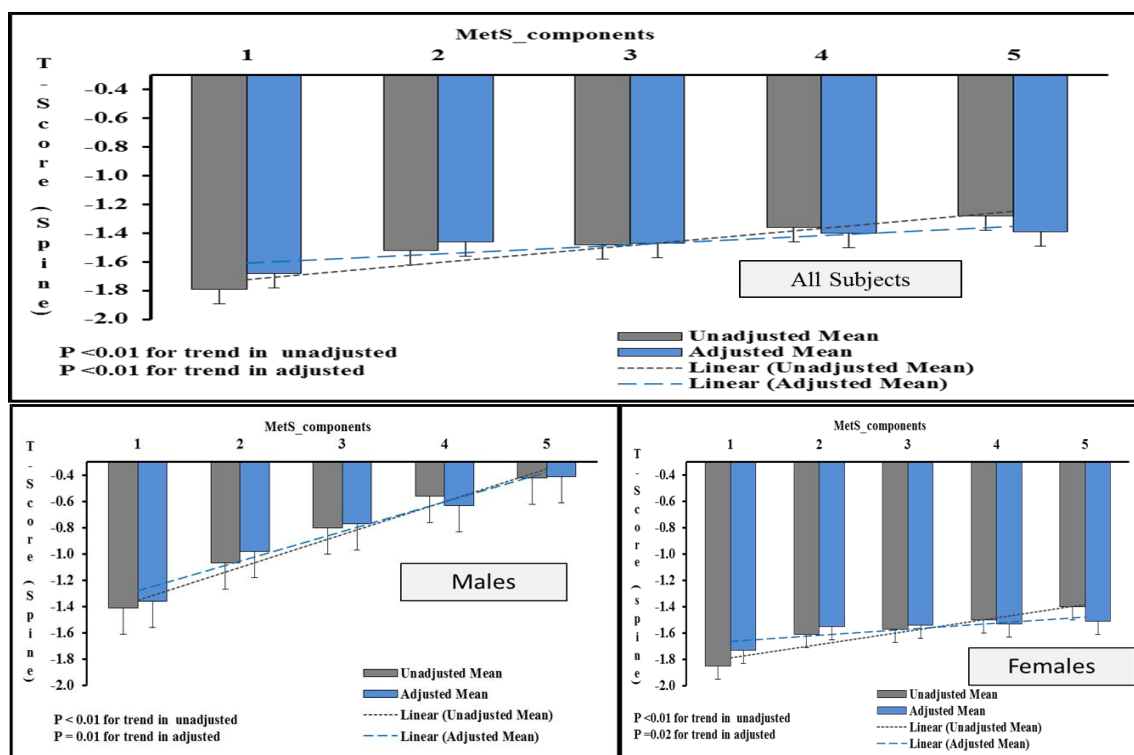 MetS_components
1 2 3 4 5
T-Score (Spine)
-0.4
-0.6
-0.8
-1.0
-1.2
-1.4
-1.6
-1.8
-2.0
All Subjects
Unadjusted Mean
Adjusted Mean
Linear (Unadjusted Mean)
Linear (Adjusted Mean)
P <0.01 for trend in unadjusted
P <0.01 for trend in adjusted
MetS_components
1 2 3 4 5
T-Score (Spine)
-0.4
-0.6
-0.8
-1.0
-1.2
-1.4
-1.6
-1.8
-2.0
Males
Unadjusted Mean
Adjusted Mean
Linear (Unadjusted Mean)
Linear (Adjusted Mean)
P < 0.01 for trend in unadjusted
P = 0.01 for trend in adjusted
MetS_components
1 2 3 4 5
T-Score (spine)
-0.4
-0.6
-0.8
-1.0
-1.2
-1.4
-1.6
-1.8
-2.0
Females
Unadjusted Mean
Adjusted Mean
Linear (Unadjusted Mean)
Linear (Adjusted Mean)
P <0.01 for trend in unadjusted
P =0.02 for trend in adjusted